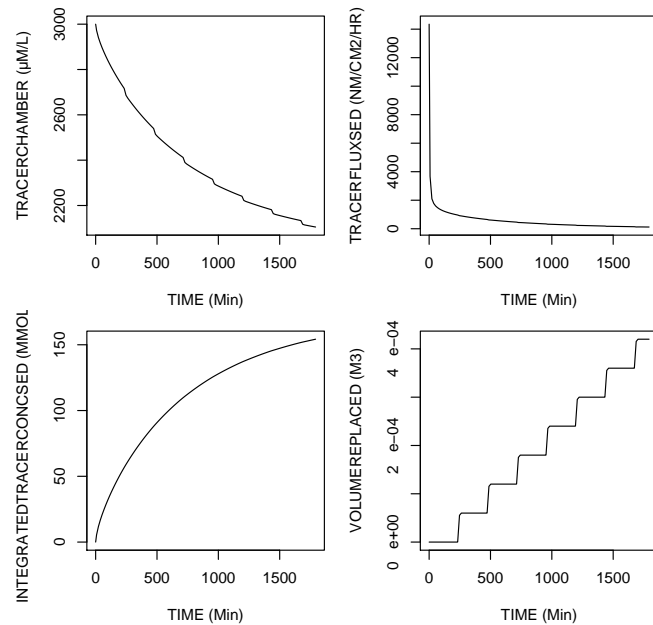 TRACERCHAMBER (µM/L)
3000
2600
2200
0
500
1000
1500
TIME (Min)
TRACERFLUXSED (NM/CM2/HR)
12000
8000
4000
0
0
500
1000
1500
TIME (Min)
INTEGRATEDTRACERCONCSED (MMOL
150
100
50
0
0
500
1000
1500
TIME (Min)
VOLUMEREPLACED (M3)
4 e−04
2 e−04
0 e+00
0
500
1000
1500
TIME (Min)